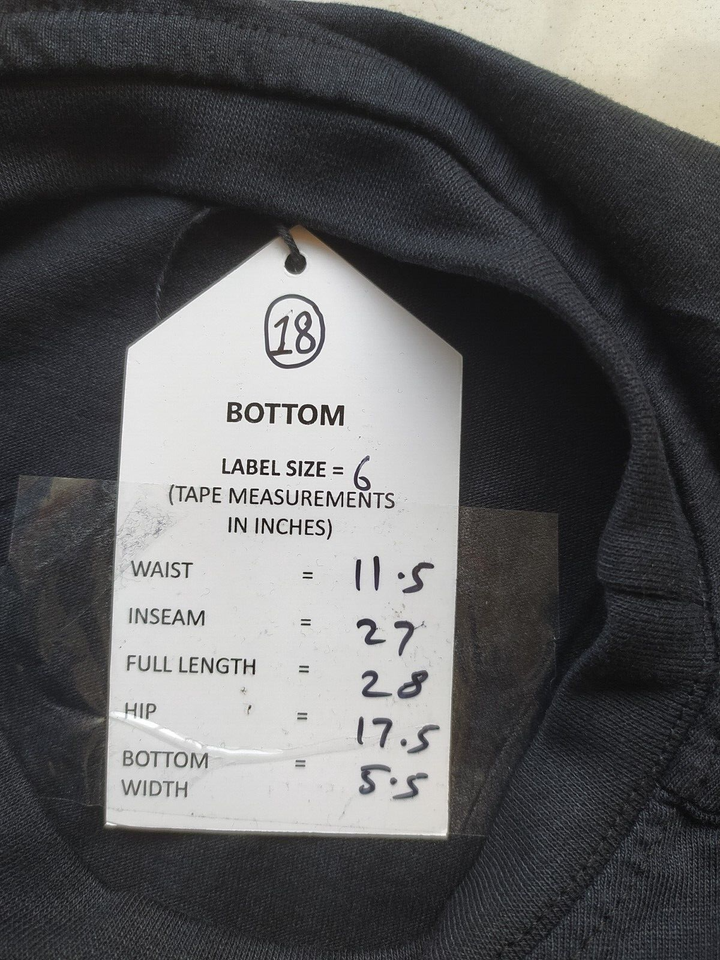 18
BOTTOM
LABEL SIZE = 6
(TAPE MEASUREMENTS
IN INCHES)
WAIST = 11.5
INSEAM = 27
FULL LENGTH = 28
HIP = 17.5
BOTTOM = 5.5
WIDTH